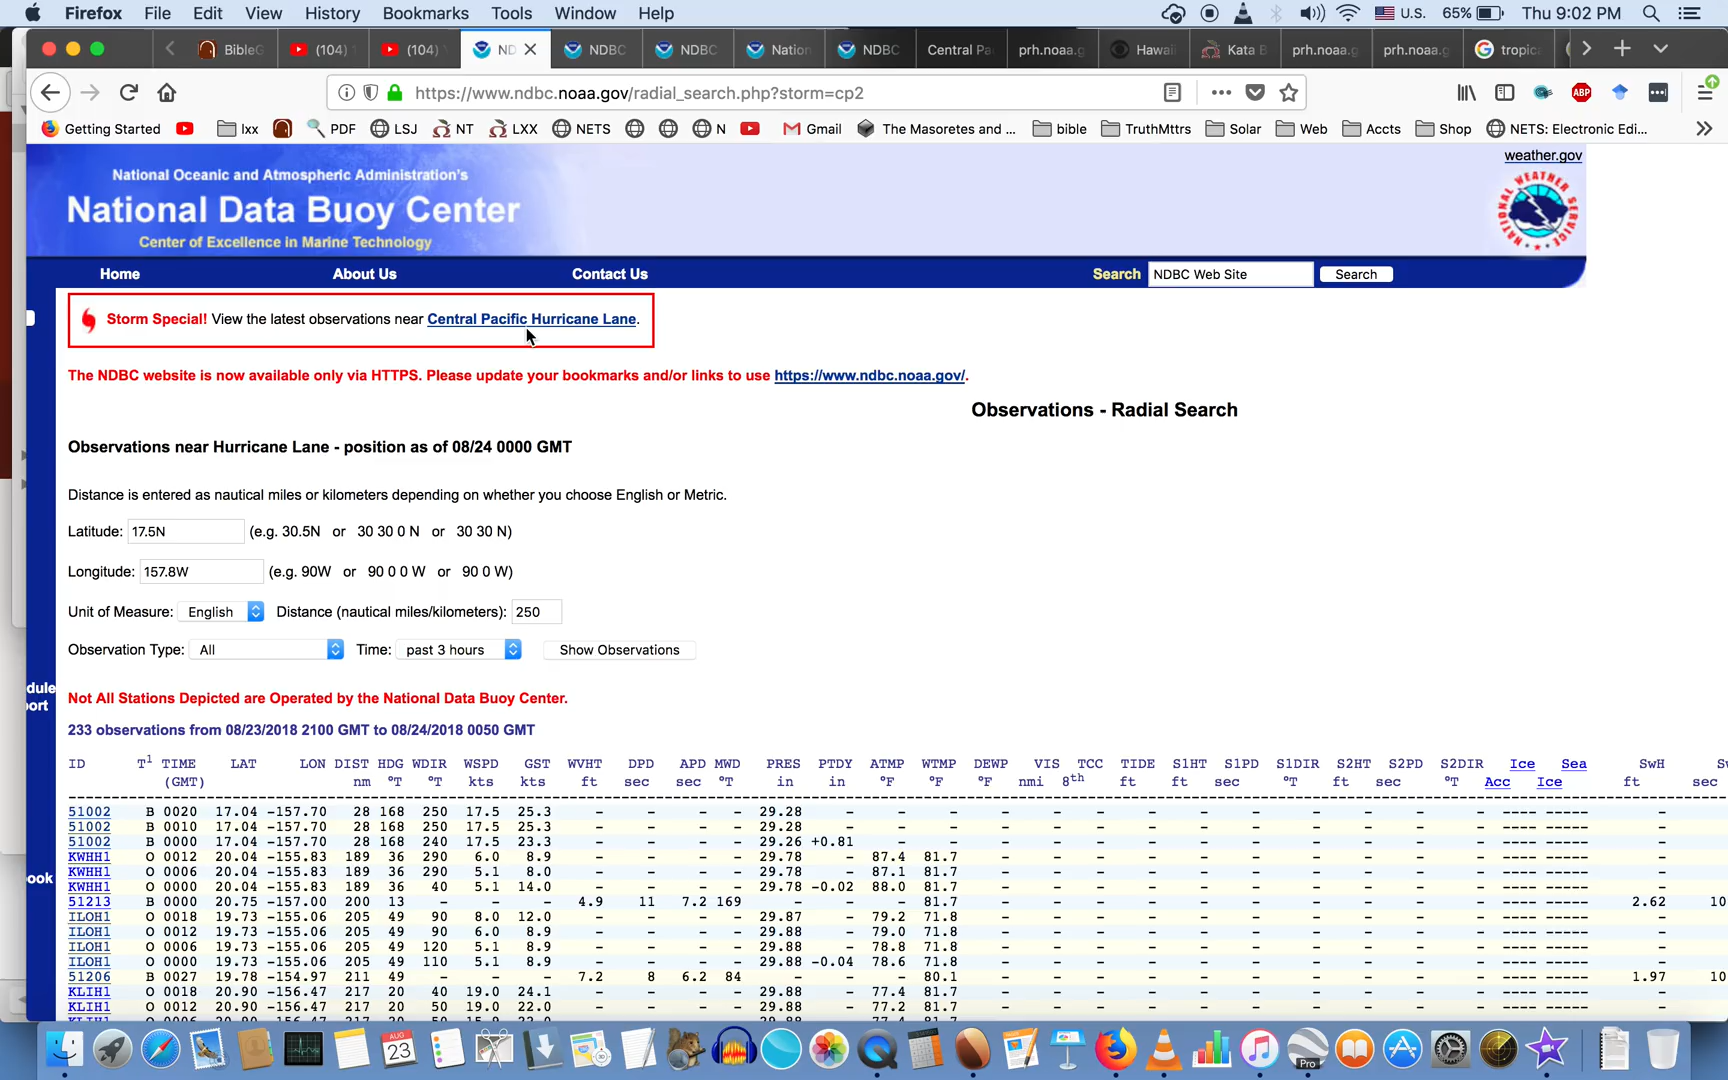 Firefox File Edit View History Bookmarks Tools Window Help U.S. 65% Thu 9:02 PM
BibleG (104) (104) ND NDBC NDBC Nation NDBC Central Pa prh.noaa.g Hawaii Kata B prh.noaa.g prh.noaa.g tropic
https://www.ndbc.noaa.gov/radial_search.php?storm=cp2 ABP
Getting Started lxx PDF LSJ NT LXX NETS N Gmail The Masoretes and ... bible TruthMttrs Solar Web Accts Shop NETS: Electronic Edi...
weather.gov
National Oceanic and Atmospheric Administration's
National Data Buoy Center
Center of Excellence in Marine Technology
NATIONAL WEATHER SERVICE
Home About Us Contact Us Search NDBC Web Site Search
Storm Special! View the latest observations near Central Pacific Hurricane Lane.
The NDBC website is now available only via HTTPS. Please update your bookmarks and/or links to use https://www.ndbc.noaa.gov/.
Observations - Radial Search
Observations near Hurricane Lane - position as of 08/24 0000 GMT
Distance is entered as nautical miles or kilometers depending on whether you choose English or Metric.
Latitude: 17.5N (e.g. 30.5N or 30 30 0 N or 30 30 N)
Longitude: 157.8W (e.g. 90W or 90 0 0 W or 90 0 W)
Unit of Measure: English Distance (nautical miles/kilometers): 250
Observation Type: All Time: past 3 hours Show Observations
dule
ort
Not All Stations Depicted are Operated by the National Data Buoy Center.
233 observations from 08/23/2018 2100 GMT to 08/24/2018 0050 GMT
ID T1 TIME LAT LON DIST HDG WDIR WSPD GST WVHT DPD APD MWD PRES PTDY ATMP WTMP DEWP VIS TCC TIDE S1HT S1PD S1DIR S2HT S2PD S2DIR Ice Sea SwH
(GMT) nm °T °T kts kts ft sec sec °T in in °F °F °F nmi 8th ft ft sec °T ft sec °T Acc Ice ft sec
51002 B 0020 17.04 -157.70 28 168 250 17.5 25.3 - - - - 29.28 - - - - - - - - - - - - - ---- ----- -
51002 B 0010 17.04 -157.70 28 168 250 17.5 25.3 - - - - 29.28 - - - - - - - - - - - - - ---- ----- -
51002 B 0000 17.04 -157.70 28 168 240 17.5 23.3 - - - - 29.26 +0.81 - - - - - - - - - - - - ---- ----- -
KWHH1 O 0012 20.04 -155.83 189 36 290 6.0 8.9 - - - - 29.78 - 87.4 81.7 - - - - - - - - - - ---- ----- -
KWHH1 O 0006 20.04 -155.83 189 36 290 5.1 8.0 - - - - 29.78 - 87.1 81.7 - - - - - - - - - - ---- ----- -
KWHH1 O 0000 20.04 -155.83 189 36 40 5.1 14.0 - - - - 29.78 -0.02 88.0 81.7 - - - - - - - - - - ---- ----- -
51213 B 0000 20.75 -157.00 200 13 - - - 4.9 11 7.2 169 - - - 81.7 - - - - - - - - - - ---- ----- 2.62 10
ILOH1 O 0018 19.73 -155.06 205 49 90 8.0 12.0 - - - - 29.87 - 79.2 71.8 - - - - - - - - - - ---- ----- -
ILOH1 O 0012 19.73 -155.06 205 49 90 6.0 8.9 - - - - 29.88 - 79.0 71.8 - - - - - - - - - - ---- ----- -
ILOH1 O 0006 19.73 -155.06 205 49 120 5.1 8.9 - - - - 29.88 - 78.8 71.8 - - - - - - - - - - ---- ----- -
ILOH1 O 0000 19.73 -155.06 205 49 110 5.1 8.9 - - - - 29.88 -0.04 78.6 71.8 - - - - - - - - - - ---- ----- -
51206 B 0027 19.78 -154.97 211 49 - - - 7.2 8 6.2 84 - - - 80.1 - - - - - - - - - - ---- ----- 1.97 10
KLIH1 O 0018 20.90 -156.47 217 20 40 19.0 24.1 - - - - 29.88 - 77.4 81.7 - - - - - - - - - - ---- ----- -
KLIH1 O 0012 20.90 -156.47 217 20 50 19.0 22.0 - - - - 29.88 - 77.2 81.7 - - - - - - - - - - ---- ----- -
ook
AUG
23
Pro